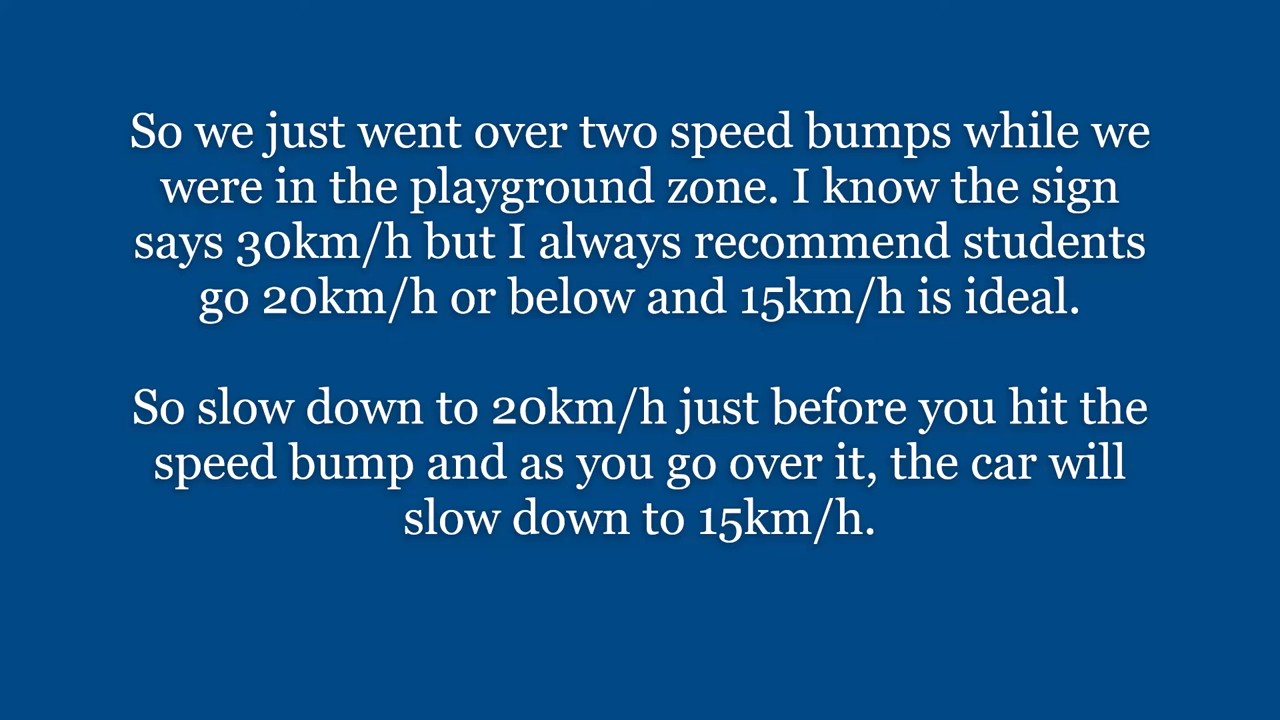 So we just went over two speed bumps while we
were in the playground zone. I know the sign
says 30km/h but I always recommend students
go 20km/h or below and 15km/h is ideal.
So slow down to 20km/h just before you hit the
speed bump and as you go over it, the car will
slow down to 15km/h.